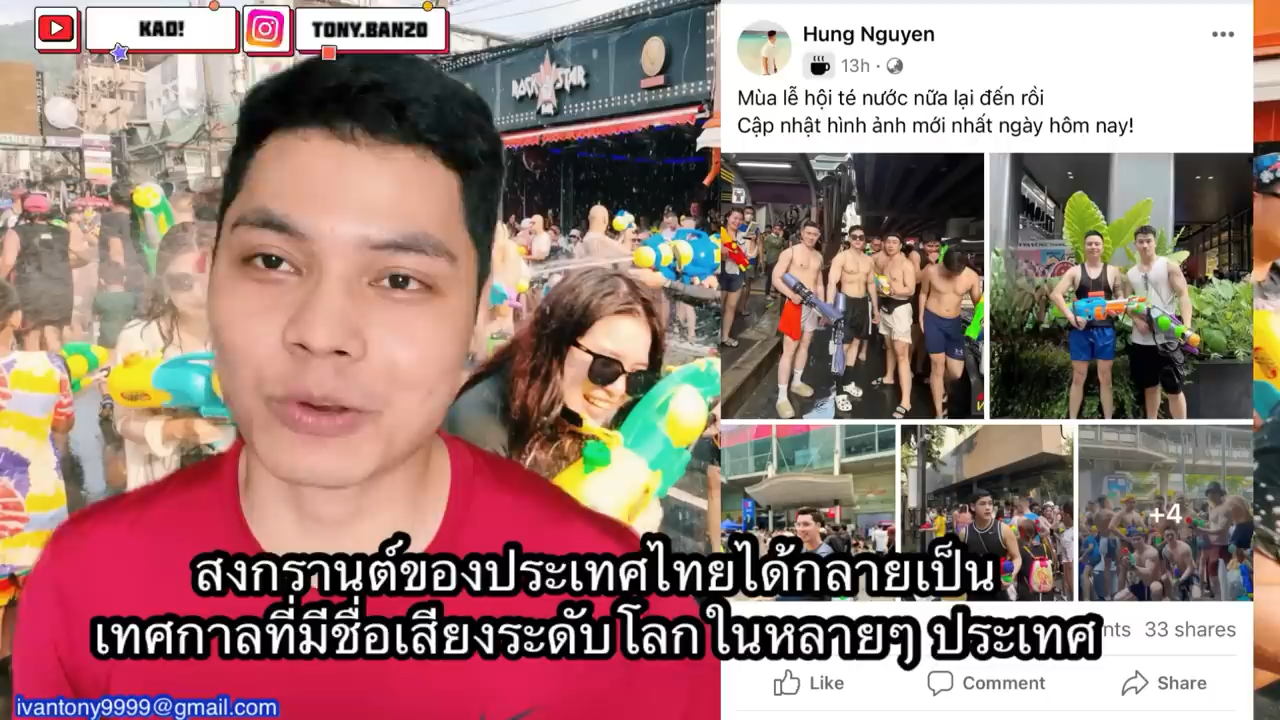 KAO!
TONY.BANZO
ROCK STAR
Hung Nguyen
13h
Mùa lễ hội té nước nữa lại đến rồi
Cập nhật hình ảnh mới nhất ngày hôm nay!
+4
สงกรานต์ของประเทศไทยได้กลายเป็น
เทศกาลที่มีชื่อเสียงระดับโลกในหลายๆ ประเทศ
33 shares
Like
Comment
Share
ivantony9999@gmail.com